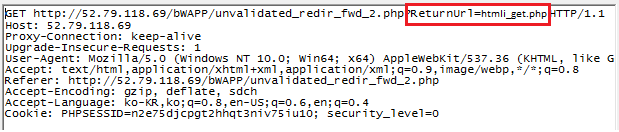 GET http://52.79.118.69/bWAPP/unvalidated_redir_fwd_2.php?ReturnUrl=htmli_get.php HTTP/1.1
Host: 52.79.118.69
Proxy-Connection: keep-alive
Upgrade-Insecure-Requests: 1
User-Agent: Mozilla/5.0 (Windows NT 10.0; Win64; x64) AppleWebKit/537.36 (KHTML, like G
Accept: text/html,application/xhtml+xml,application/xml;q=0.9,image/webp,*/*;q=0.8
Referer: http://52.79.118.69/bWAPP/unvalidated_redir_fwd_2.php
Accept-Encoding: gzip, deflate, sdch
Accept-Language: ko-KR,ko;q=0.8,en-US;q=0.6,en;q=0.4
Cookie: PHPSESSID=n2e75djcpgt2hhqt3niv75iu10; security_level=0